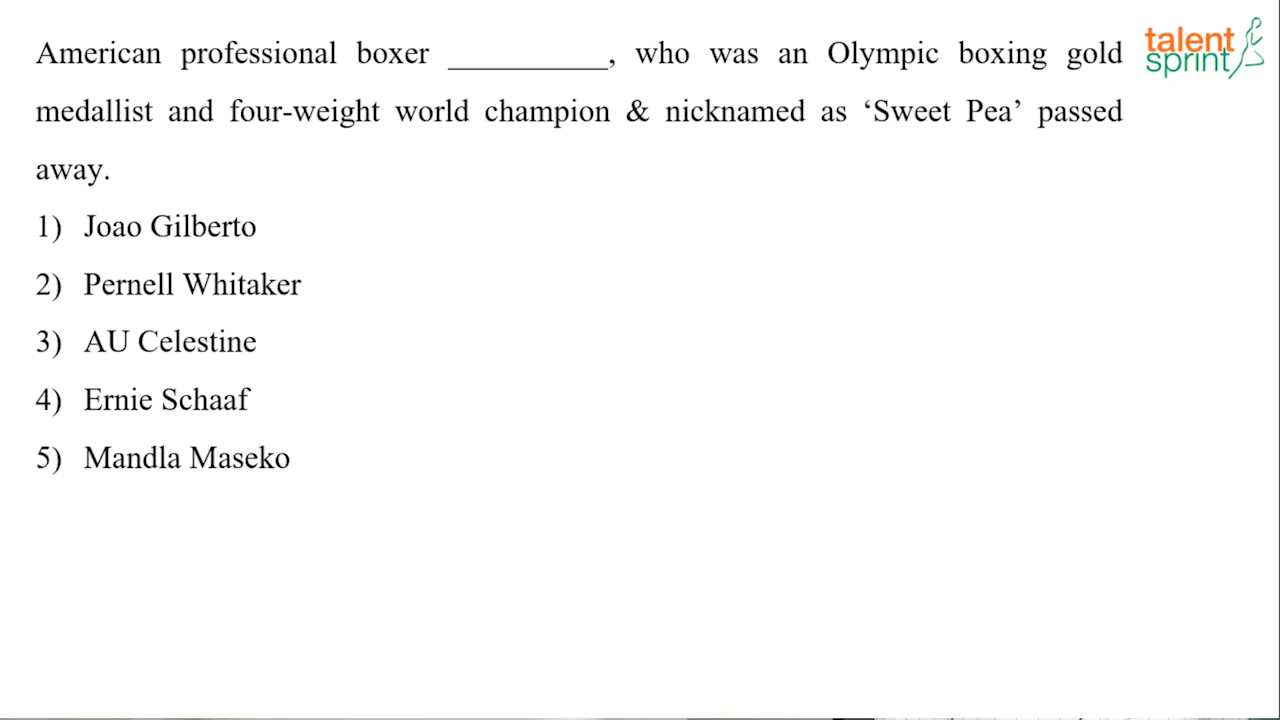 American professional boxer __________, who was an Olympic boxing gold
medallist and four-weight world champion & nicknamed as ‘Sweet Pea’ passed
away.
1) Joao Gilberto
2) Pernell Whitaker
3) AU Celestine
4) Ernie Schaaf
5) Mandla Maseko
talent
sprint